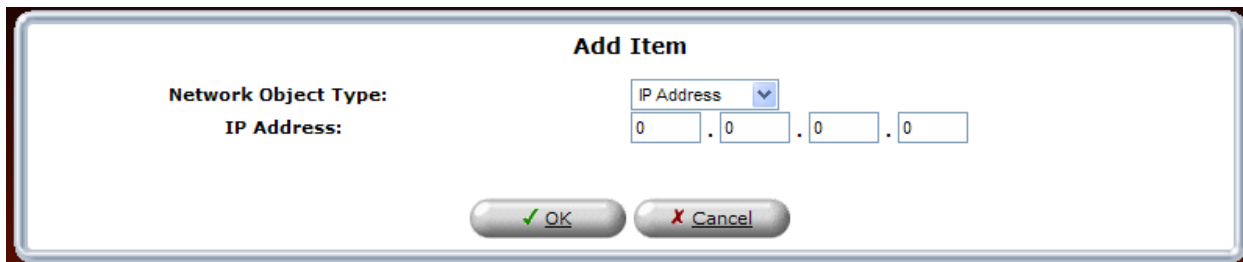 Add Item
Network Object Type: IP Address
IP Address: 0 . 0 . 0 . 0
✓ OK ✗ Cancel